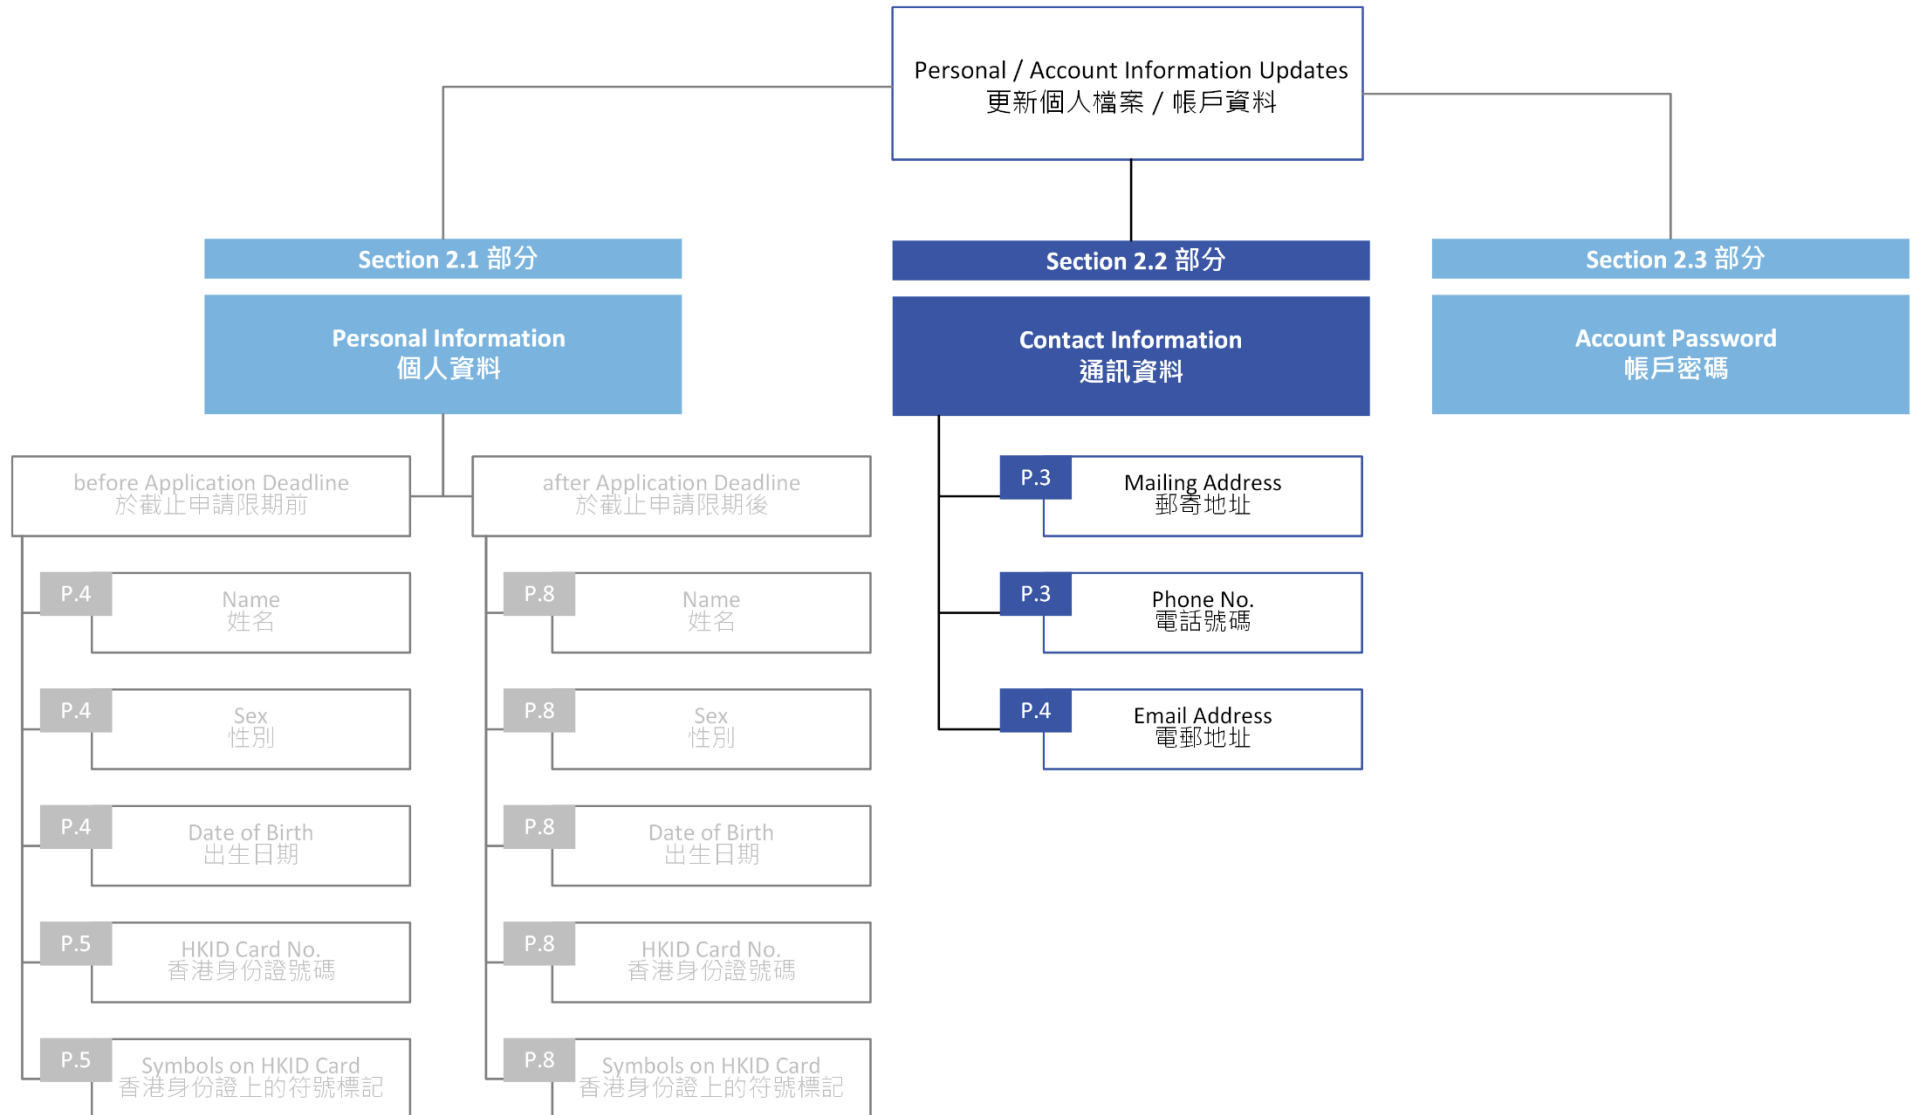 Personal / Account Information Updates
更新個人檔案 / 帳戶資料
Section 2.1 部分
Personal Information
個人資料
before Application Deadline
於截止申請限期前
P.4
Name
姓名
P.4
Sex
性別
P.4
Date of Birth
出生日期
P.5
HKID Card No.
香港身份證號碼
P.5
Symbols on HKID Card
香港身份證上的符號標記
after Application Deadline
於截止申請限期後
P.8
Name
姓名
P.8
Sex
性別
P.8
Date of Birth
出生日期
P.8
HKID Card No.
香港身份證號碼
P.8
Symbols on HKID Card
香港身份證上的符號標記
Section 2.2 部分
Contact Information
通訊資料
P.3
Mailing Address
郵寄地址
P.3
Phone No.
電話號碼
P.4
Email Address
電郵地址
Section 2.3 部分
Account Password
帳戶密碼